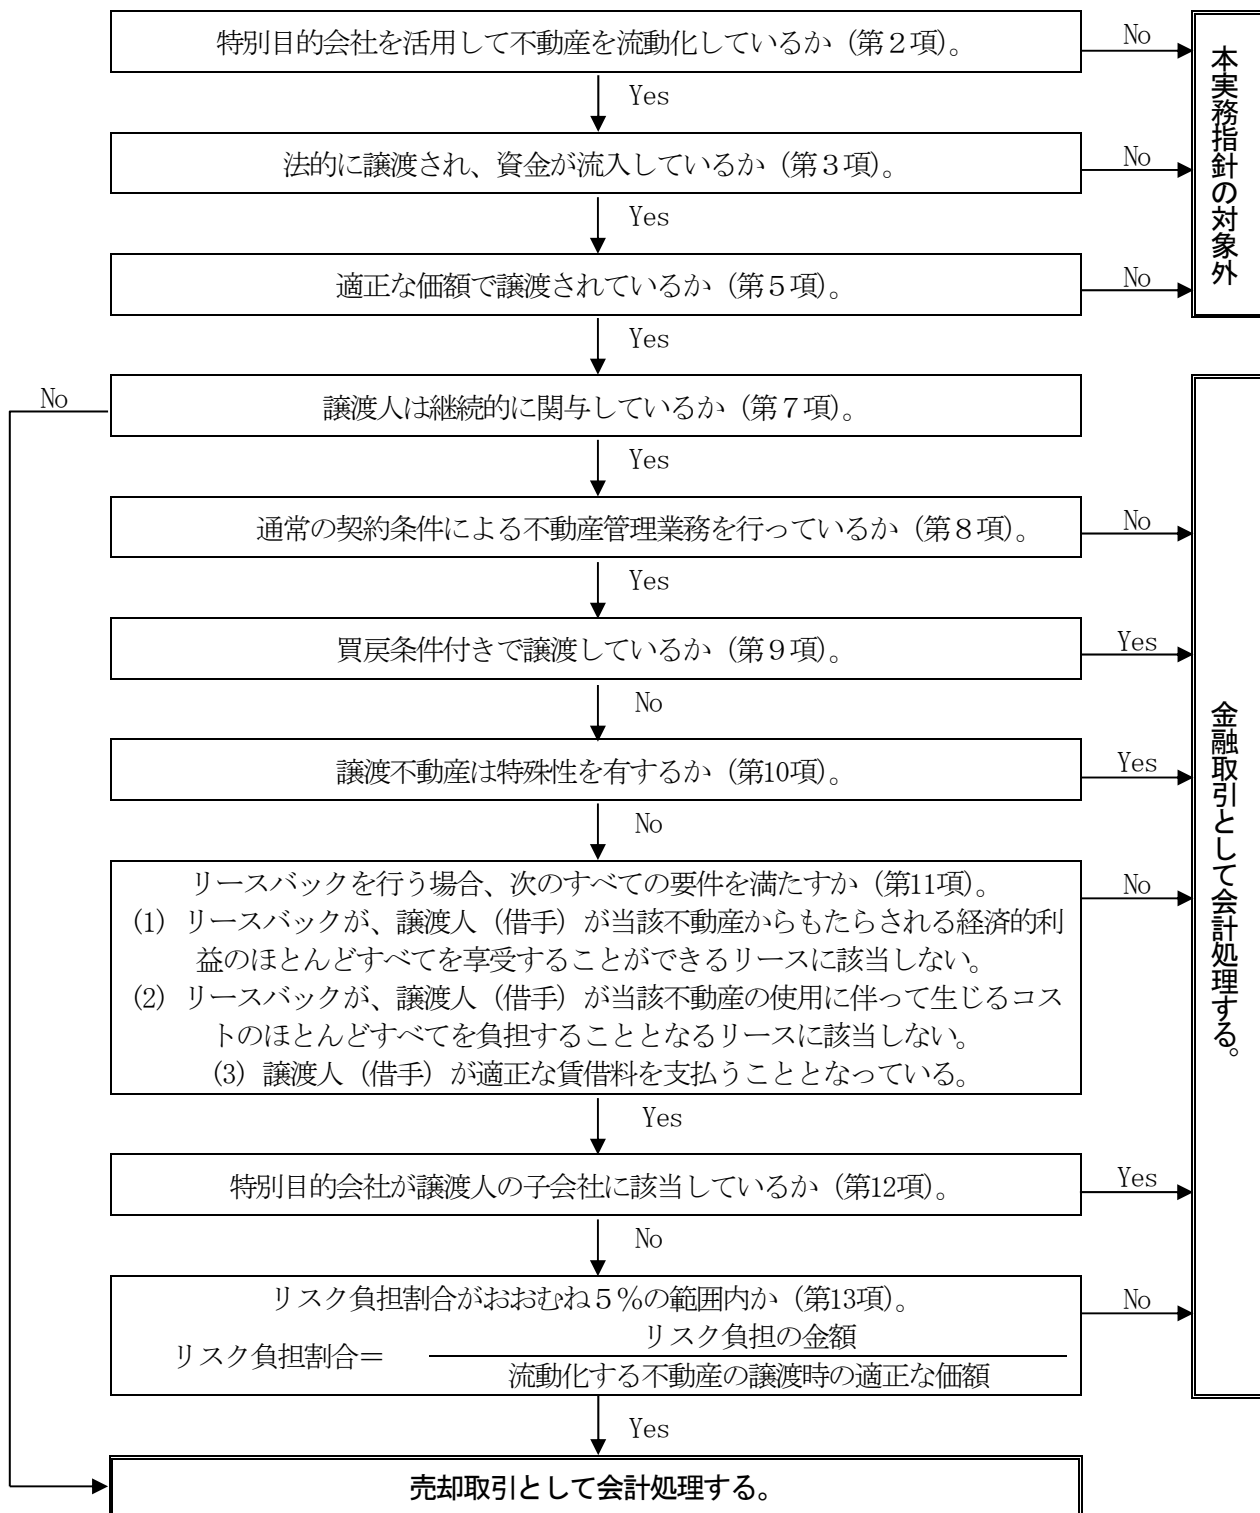 特別目的会社を活用して不動産を流動化しているか（第２項）。
No
Yes
法的に譲渡され、資金が流入しているか（第３項）。
No
Yes
適正な価額で譲渡されているか（第５項）。
No
本実務指針の対象外
Yes
No
譲渡人は継続的に関与しているか（第７項）。
Yes
通常の契約条件による不動産管理業務を行っているか（第８項）。
No
Yes
買戻条件付きで譲渡しているか（第９項）。
Yes
No
譲渡不動産は特殊性を有するか（第10項）。
Yes
No
リースバックを行う場合、次のすべての要件を満たすか（第11項）。
No
(1) リースバックが、譲渡人（借手）が当該不動産からもたらされる経済的利
益のほとんどすべてを享受することができるリースに該当しない。
(2) リースバックが、譲渡人（借手）が当該不動産の使用に伴って生じるコス
トのほとんどすべてを負担することとなるリースに該当しない。
(3) 譲渡人（借手）が適正な賃借料を支払うこととなっている。
金融取引として会計処理する。
Yes
特別目的会社が譲渡人の子会社に該当しているか（第12項）。
Yes
No
リスク負担割合がおおむね５％の範囲内か（第13項）。
No
リスク負担割合＝
リスク負担の金額
流動化する不動産の譲渡時の適正な価額
Yes
売却取引として会計処理する。